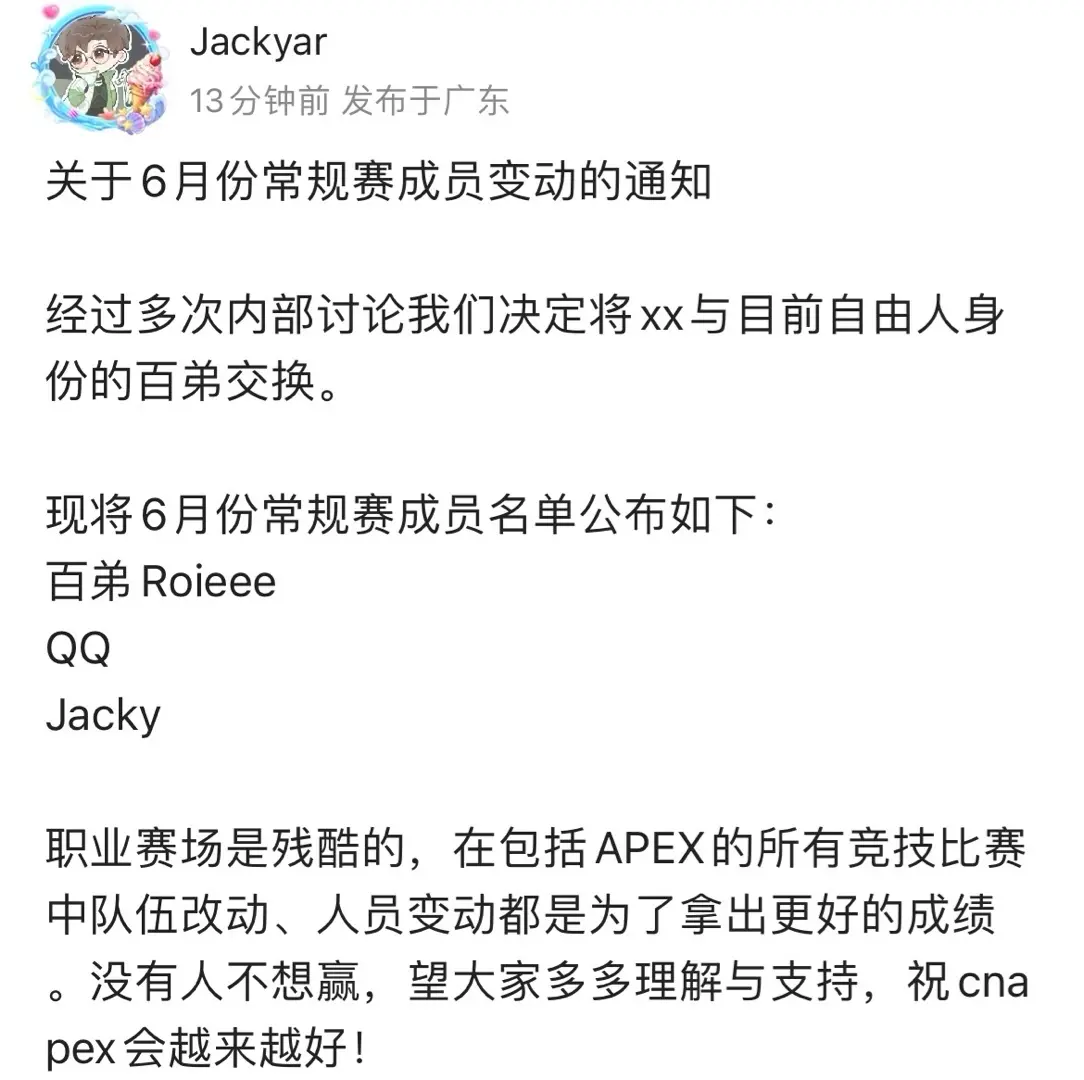 Jackyar
13分钟前 发布于广东
关于6月份常规赛成员变动的通知
经过多次内部讨论我们决定将xx与目前自由人身
份的百弟交换。
现将6月份常规赛成员名单公布如下：
百弟Roieee
QQ
Jacky
职业赛场是残酷的，在包括APEX的所有竞技比赛
中队伍改动、人员变动都是为了拿出更好的成绩
。没有人不想赢，望大家多多理解与支持，祝cna
pex会越来越好！